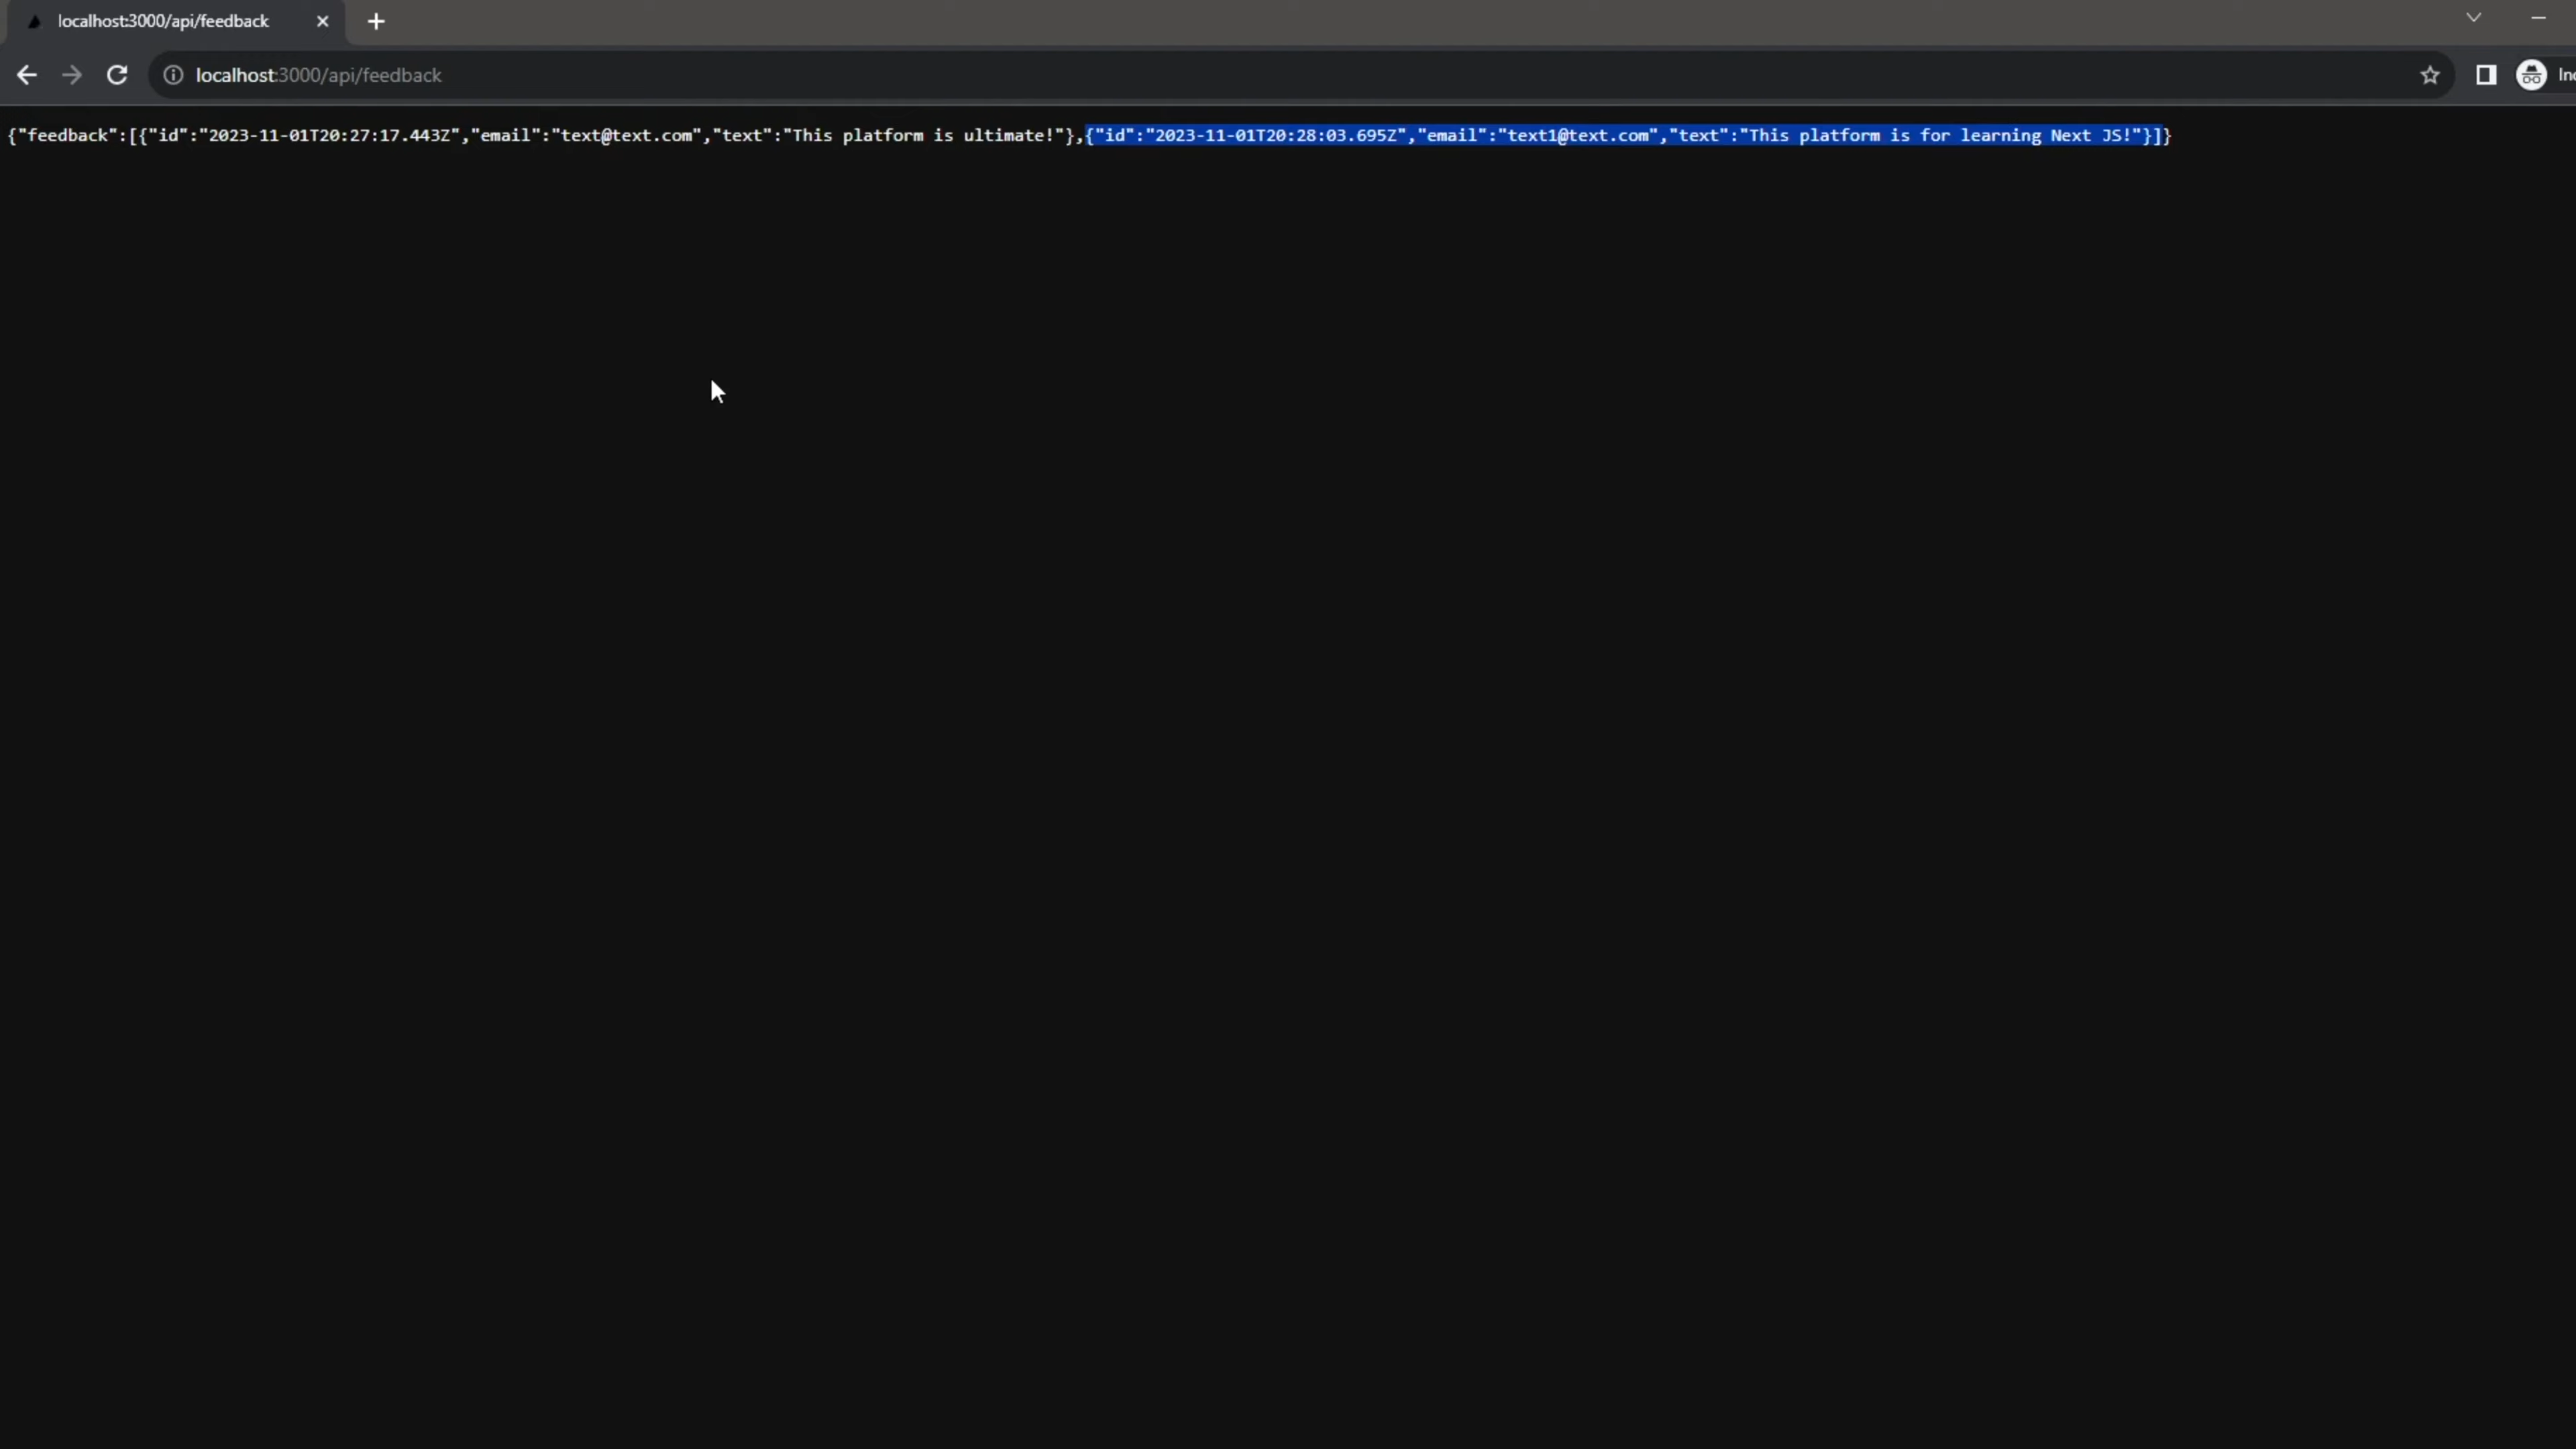 localhost:3000/api/feedback
localhost:3000/api/feedback
{"feedback":[{"id":"2023-11-01T20:27:17.443Z","email":"text@text.com","text":"This platform is ultimate!"},{"id":"2023-11-01T20:28:03.695Z","email":"text1@text.com","text":"This platform is for learning Next JS!"}]}